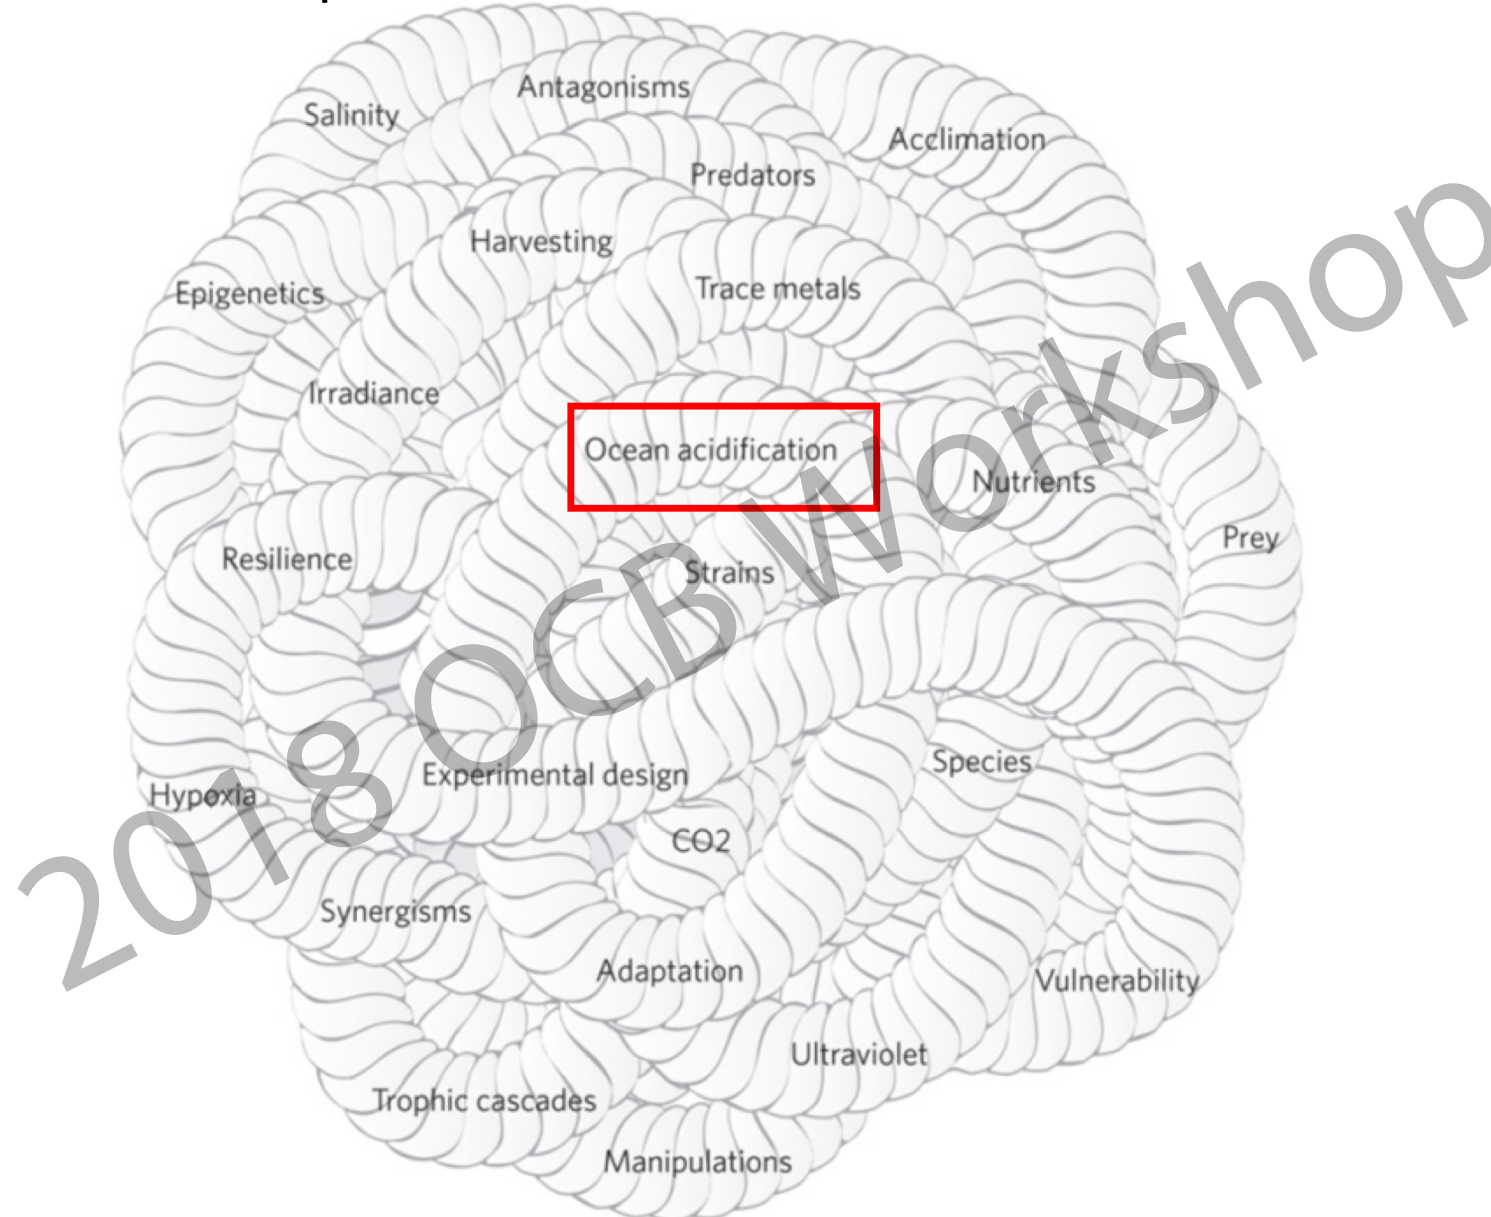 Antagonisms
Salinity
Acclimation
Predators
Harvesting
Trace metals
Epigenetics
Irradiance
Ocean acidification
Nutrients
Prey
Resilience
Strains
Species
Experimental design
Hypoxia
CO2
Synergisms
Adaptation
Vulnerability
Ultraviolet
Trophic cascades
Manipulations
2018 OCB Workshop